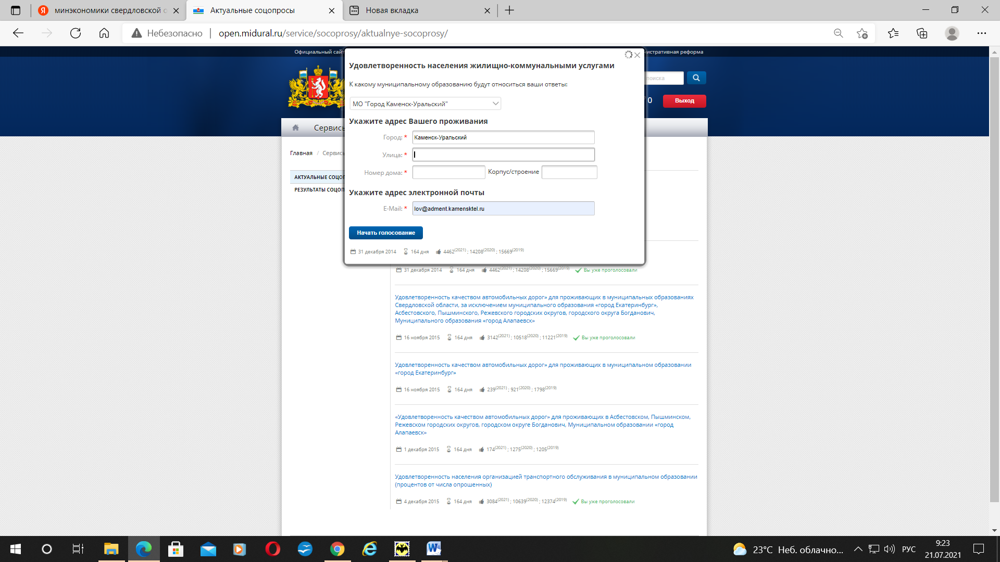 минэкономики свердловской о
Актуальные соцопросы
Новая вкладка
Небезопасно
open.midural.ru/service/socoprosy/aktualnye-socoprosy/
Официальный сайт
истративная реформа
Удовлетворенность населения жилищно-коммунальными услугами
поиска
К какому муниципальному образованию будут относиться ваши ответы:
0
Выход
МО "Город Каменск-Уральский"
Укажите адрес Вашего проживания
Сервисы
Город: * Каменск-Уральский
Главная / Сервисы
Улица: *
Номер дома: * Корпус/строение
АКТУАЛЬНЫЕ СОЦОП
РЕЗУЛЬТАТЫ СОЦОП
Укажите адрес электронной почты
E-Mail: * lov@adment.kamensktel.ru
Начать голосование
31 декабря 2014 164 дня 4462(2021) ; 14208(2020) ; 15669(2019)
31 декабря 2014 164 дня 4462(2021) ; 14208(2020) ; 15669(2019) Вы уже проголосовали
Удовлетворенность качеством автомобильных дорог» для проживающих в муниципальных образованиях
Свердловской области, за исключением муниципального образования «город Екатеринбург»,
Асбестовского, Пышминского, Режевского городских округов, городского округа Богданович,
Муниципального образования «город Алапаевск»
16 ноября 2015 164 дня 3142(2021) ; 10518(2020) ; 11221(2019) Вы уже проголосовали
Удовлетворенность качеством автомобильных дорог» для проживающих в муниципальном образовании
«город Екатеринбург»
16 ноября 2015 164 дня 239(2021) ; 921(2020) ; 1798(2019)
«Удовлетворенность качеством автомобильных дорог» для проживающих в Асбестовском, Пышминском,
Режевском городских округов, городском округе Богданович, Муниципальном образовании «город
Алапаевск»
1 декабря 2015 164 дня 174(2021) ; 1275(2020) ; 1205(2019)
Удовлетворенность населения организацией транспортного обслуживания в муниципальном образовании
(процентов от числа опрошенных)
4 декабря 2015 164 дня 3084(2021) ; 10639(2020) ; 12374(2019) Вы уже проголосовали
23°C Неб. облачно...
РУС
9:23
21.07.2021